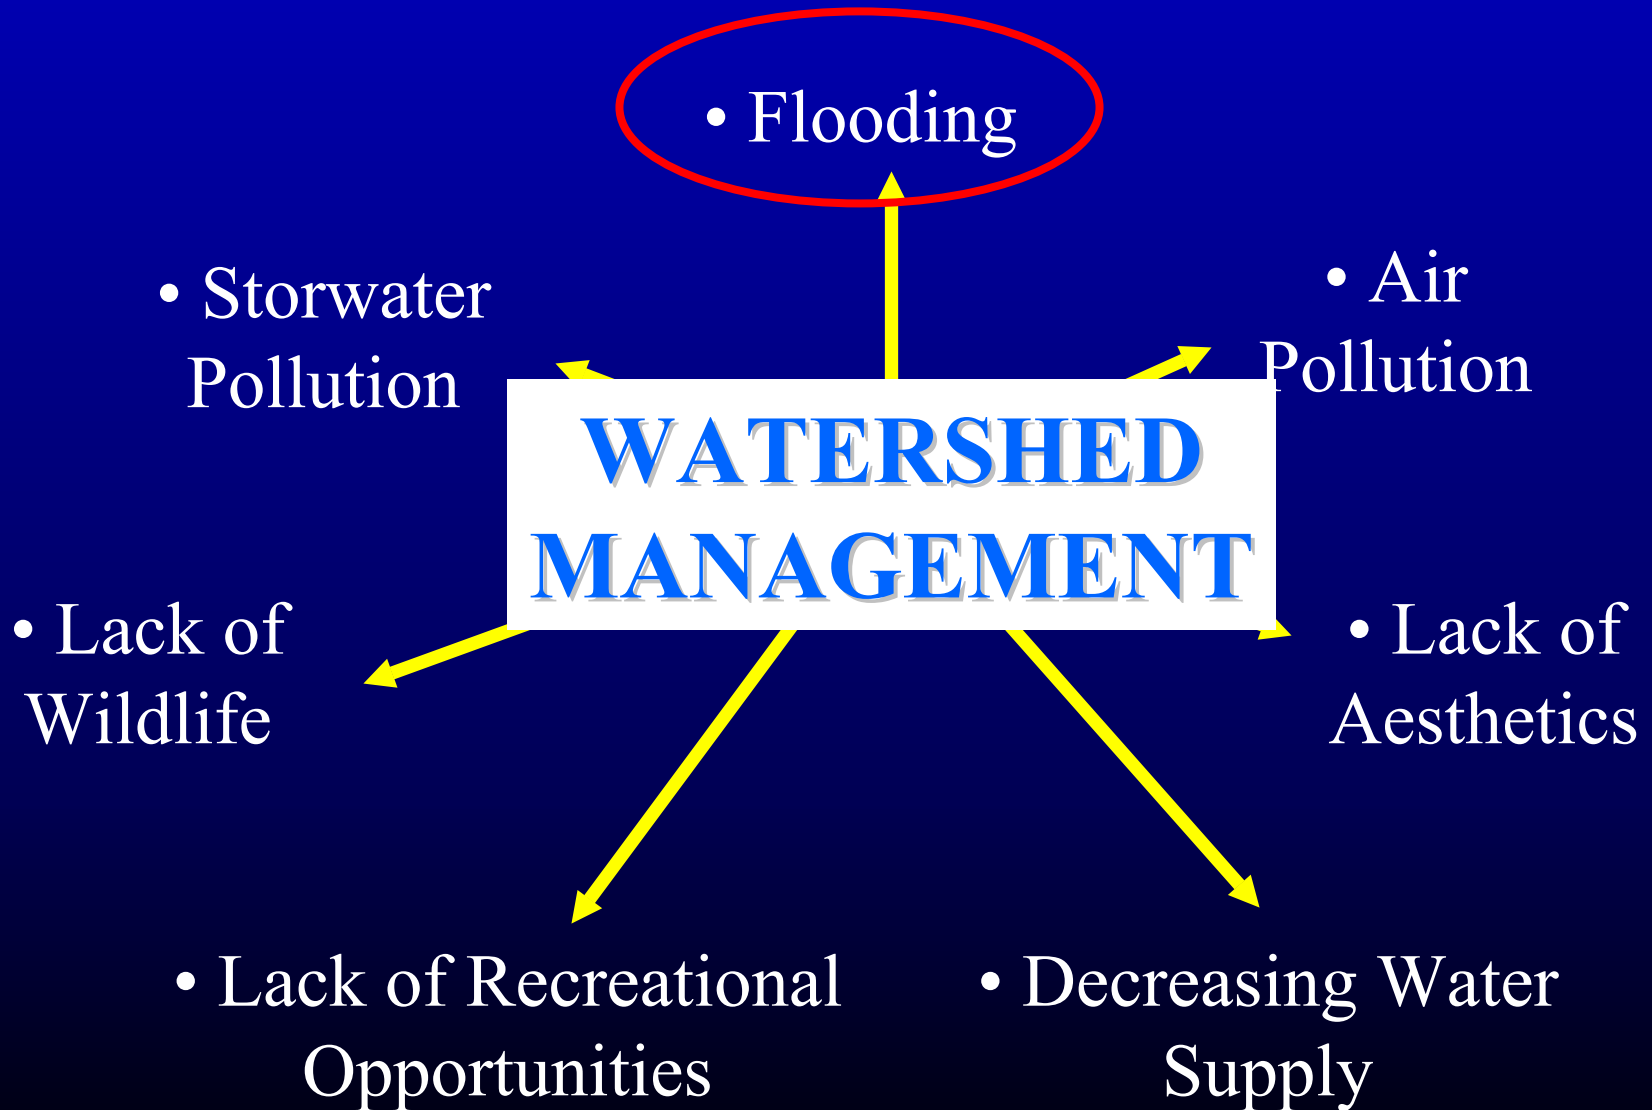 • Flooding
• Storwater
Pollution
• Air
Pollution
WATERSHED
MANAGEMENT
• Lack of
Wildlife
• Lack of
Aesthetics
• Lack of Recreational
Opportunities
• Decreasing Water
Supply